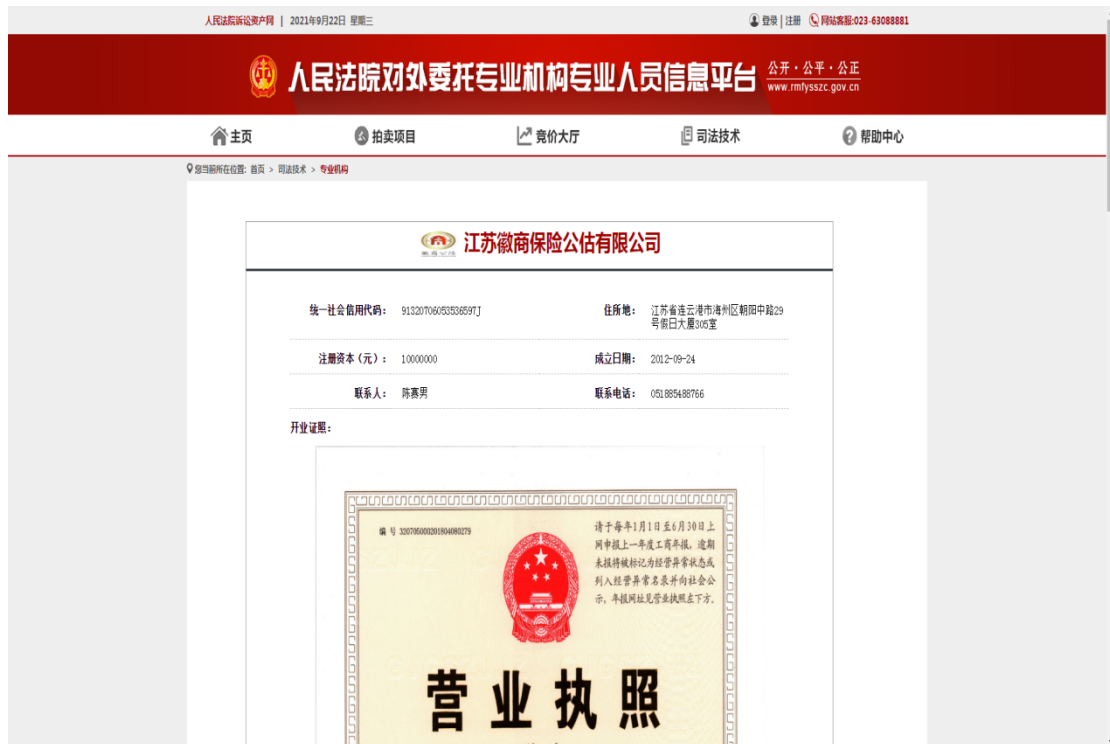 人民法院诉讼资产网 | 2021年9月22日 星期三
登录 | 注册 网站客服:023-63088881
人民法院对外委托专业机构专业人员信息平台
公开·公平·公正
www.rmfysszc.gov.cn
主页 拍卖项目 竞价大厅 司法技术 帮助中心
您当前所在位置: 首页 > 司法技术 > 专业机构
江苏徽商保险公估有限公司
统一社会信用代码: 91320706053536597J
住所地: 江苏省连云港市海州区朝阳中路29
号假日大厦305室
注册资本(元): 10000000
成立日期: 2012-09-24
联系人: 陈赛男
联系电话: 051885488766
开业证照:
编 号 320705000201804080279
请于每年1月1日至6月30日上
网申报上一年度工商年报,逾期
未报将被标记为经营异常状态或
列入经营异常名录并向社会公
示,年报网址见营业执照左下方.
营业执照